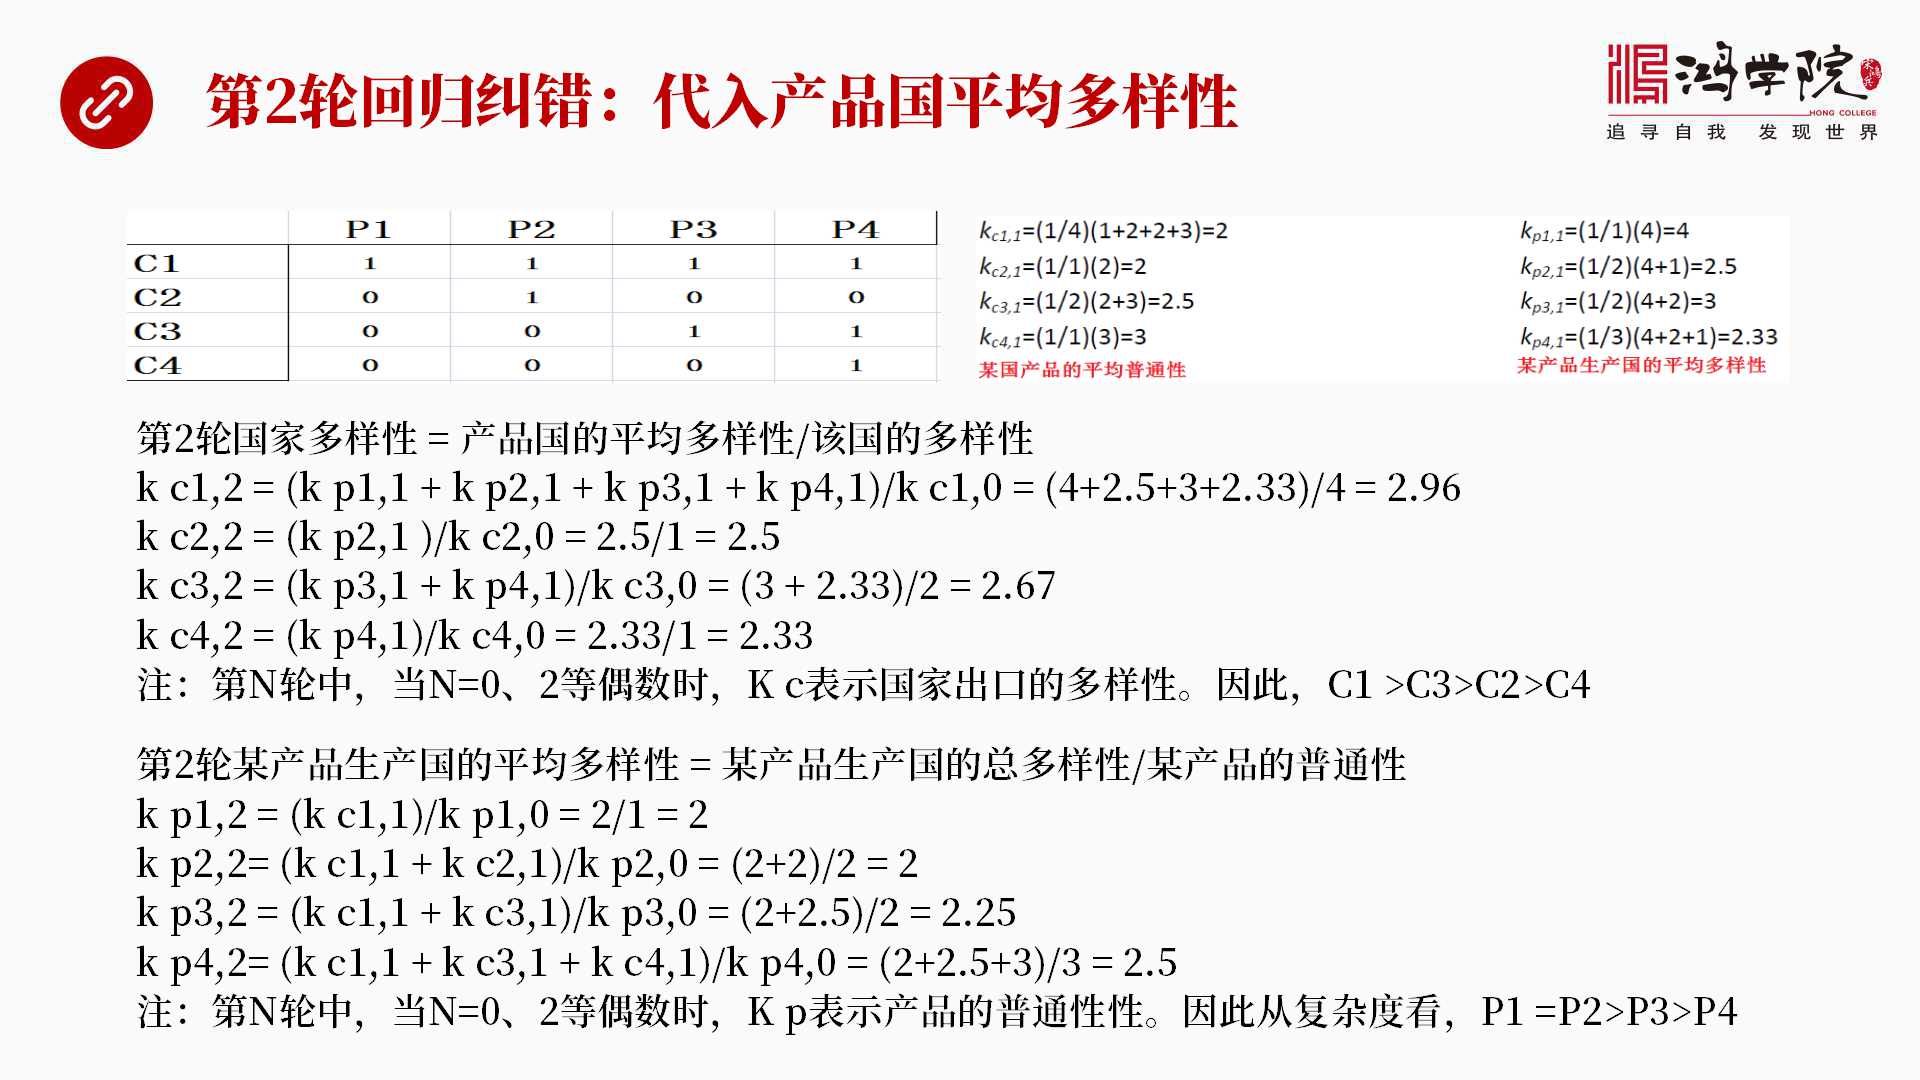 第2轮回归纠错：代入产品国平均多样性
鸿学院
HONG COLLEGE
追寻自我 发现世界
P1 P2 P3 P4
C1 1 1 1 1
C2 0 1 0 0
C3 0 0 1 1
C4 0 0 0 1
kc1,1=(1/4)(1+2+2+3)=2
kc2,1=(1/1)(2)=2
kc3,1=(1/2)(2+3)=2.5
kc4,1=(1/1)(3)=3
某国产品的平均普通性
kp1,1=(1/1)(4)=4
kp2,1=(1/2)(4+1)=2.5
kp3,1=(1/2)(4+2)=3
kp4,1=(1/3)(4+2+1)=2.33
某产品生产国的平均多样性
第2轮国家多样性 = 产品国的平均多样性/该国的多样性
k c1,2 = (k p1,1 + k p2,1 + k p3,1 + k p4,1)/k c1,0 = (4+2.5+3+2.33)/4 = 2.96
k c2,2 = (k p2,1 )/k c2,0 = 2.5/1 = 2.5
k c3,2 = (k p3,1 + k p4,1)/k c3,0 = (3 + 2.33)/2 = 2.67
k c4,2 = (k p4,1)/k c4,0 = 2.33/1 = 2.33
注：第N轮中，当N=0、2等偶数时，K c表示国家出口的多样性。因此，C1 >C3>C2>C4
第2轮某产品生产国的平均多样性 = 某产品生产国的总多样性/某产品的普通性
k p1,2 = (k c1,1)/k p1,0 = 2/1 = 2
k p2,2= (k c1,1 + k c2,1)/k p2,0 = (2+2)/2 = 2
k p3,2 = (k c1,1 + k c3,1)/k p3,0 = (2+2.5)/2 = 2.25
k p4,2= (k c1,1 + k c3,1 + k c4,1)/k p4,0 = (2+2.5+3)/3 = 2.5
注：第N轮中，当N=0、2等偶数时，K p表示产品的普通性性。因此从复杂度看，P1 =P2>P3>P4